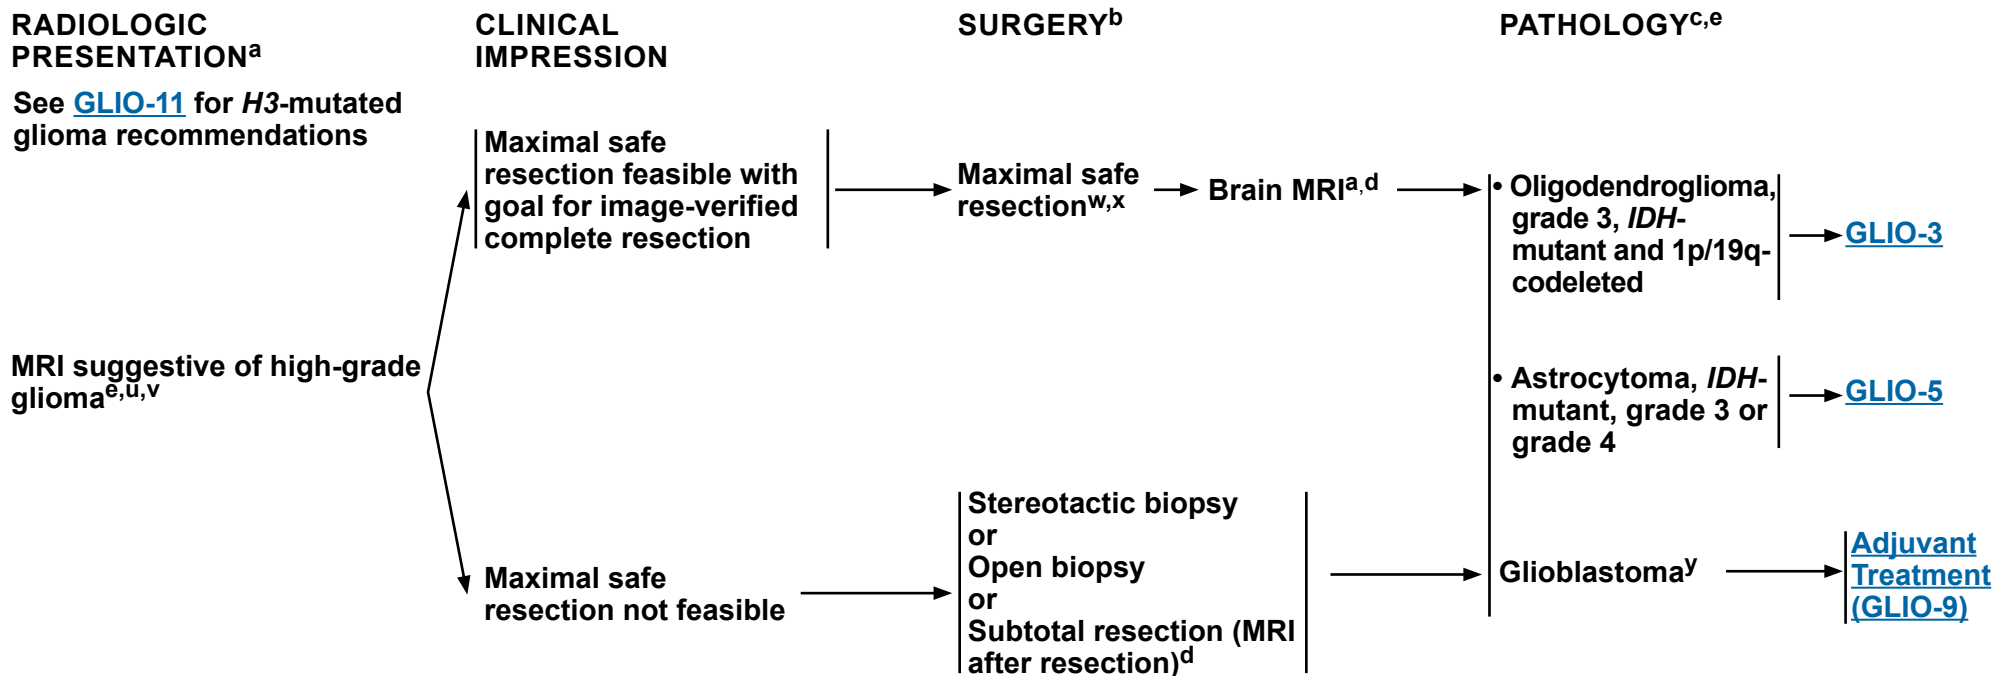 RADIOLOGIC
PRESENTATIONa
See GLIO-11 for H3-mutated
glioma recommendations
MRI suggestive of high-grade
gliomae,u,v
CLINICAL
IMPRESSION
Maximal safe
resection feasible with
goal for image-verified
complete resection
Maximal safe
resection not feasible
SURGERYb
Maximal safe
resectionw,x
Brain MRIa,d
Stereotactic biopsy
or
Open biopsy
or
Subtotal resection (MRI
after resection)d
PATHOLOGYc,e
• Oligodendroglioma,
grade 3, IDH-
mutant and 1p/19q-
codeleted
GLIO-3
• Astrocytoma, IDH-
mutant, grade 3 or
grade 4
GLIO-5
Glioblastomay
Adjuvant
Treatment
(GLIO-9)